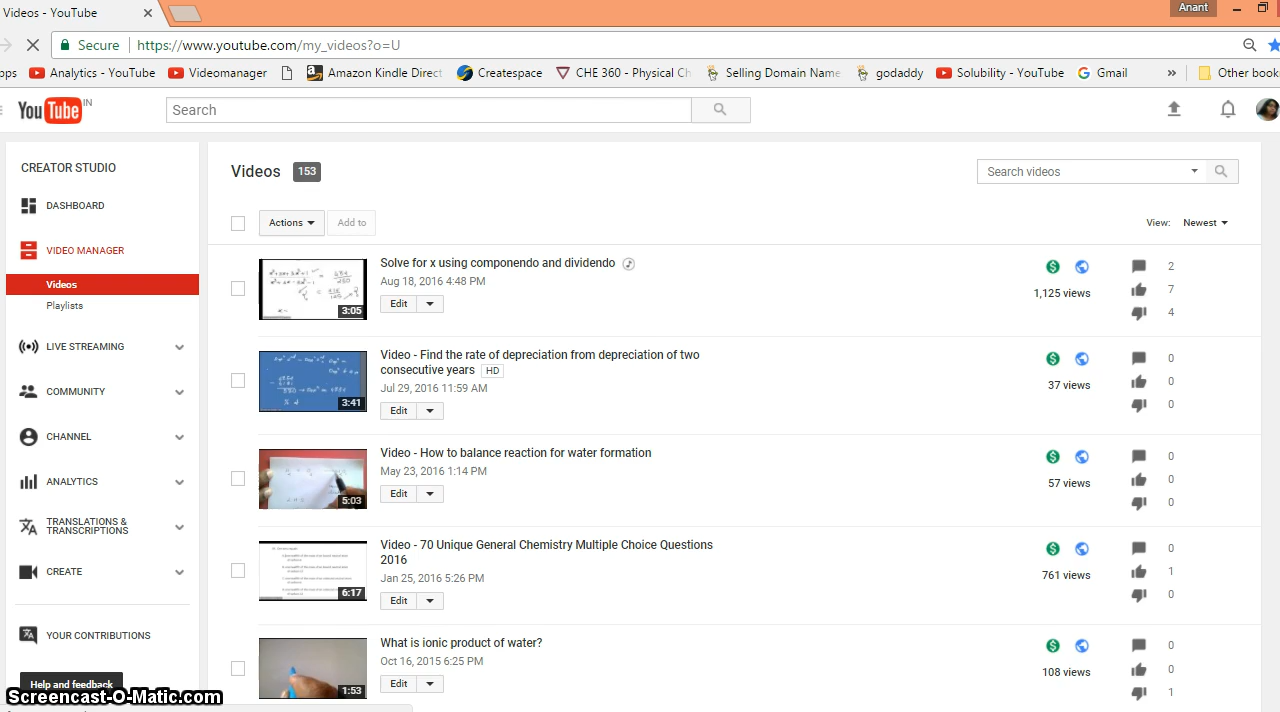 Videos - YouTube
Anant
Secure https://www.youtube.com/my_videos?o=U
ops Analytics - YouTube Videomanager Amazon Kindle Direct Createspace CHE 360 - Physical Ch Selling Domain Name godaddy Solubility - YouTube Gmail » Other book
YouTube IN
Search
CREATOR STUDIO
DASHBOARD
VIDEO MANAGER
Videos
Playlists
LIVE STREAMING
COMMUNITY
CHANNEL
ANALYTICS
TRANSLATIONS &
TRANSCRIPTIONS
CREATE
YOUR CONTRIBUTIONS
Help and feedback
Videos 153
Search videos
Actions Add to
View: Newest
Solve for x using componendo and dividendo
Aug 18, 2016 4:48 PM
Edit
3:05
1,125 views
2
7
4
Video - Find the rate of depreciation from depreciation of two
consecutive years HD
Jul 29, 2016 11:59 AM
Edit
3:41
37 views
0
0
0
Video - How to balance reaction for water formation
May 23, 2016 1:14 PM
Edit
5:03
57 views
0
0
0
Video - 70 Unique General Chemistry Multiple Choice Questions
2016
Jan 25, 2016 5:26 PM
Edit
6:17
761 views
0
1
0
What is ionic product of water?
Oct 16, 2015 6:25 PM
Edit
1:53
108 views
0
0
1
Screencast-O-Matic.com